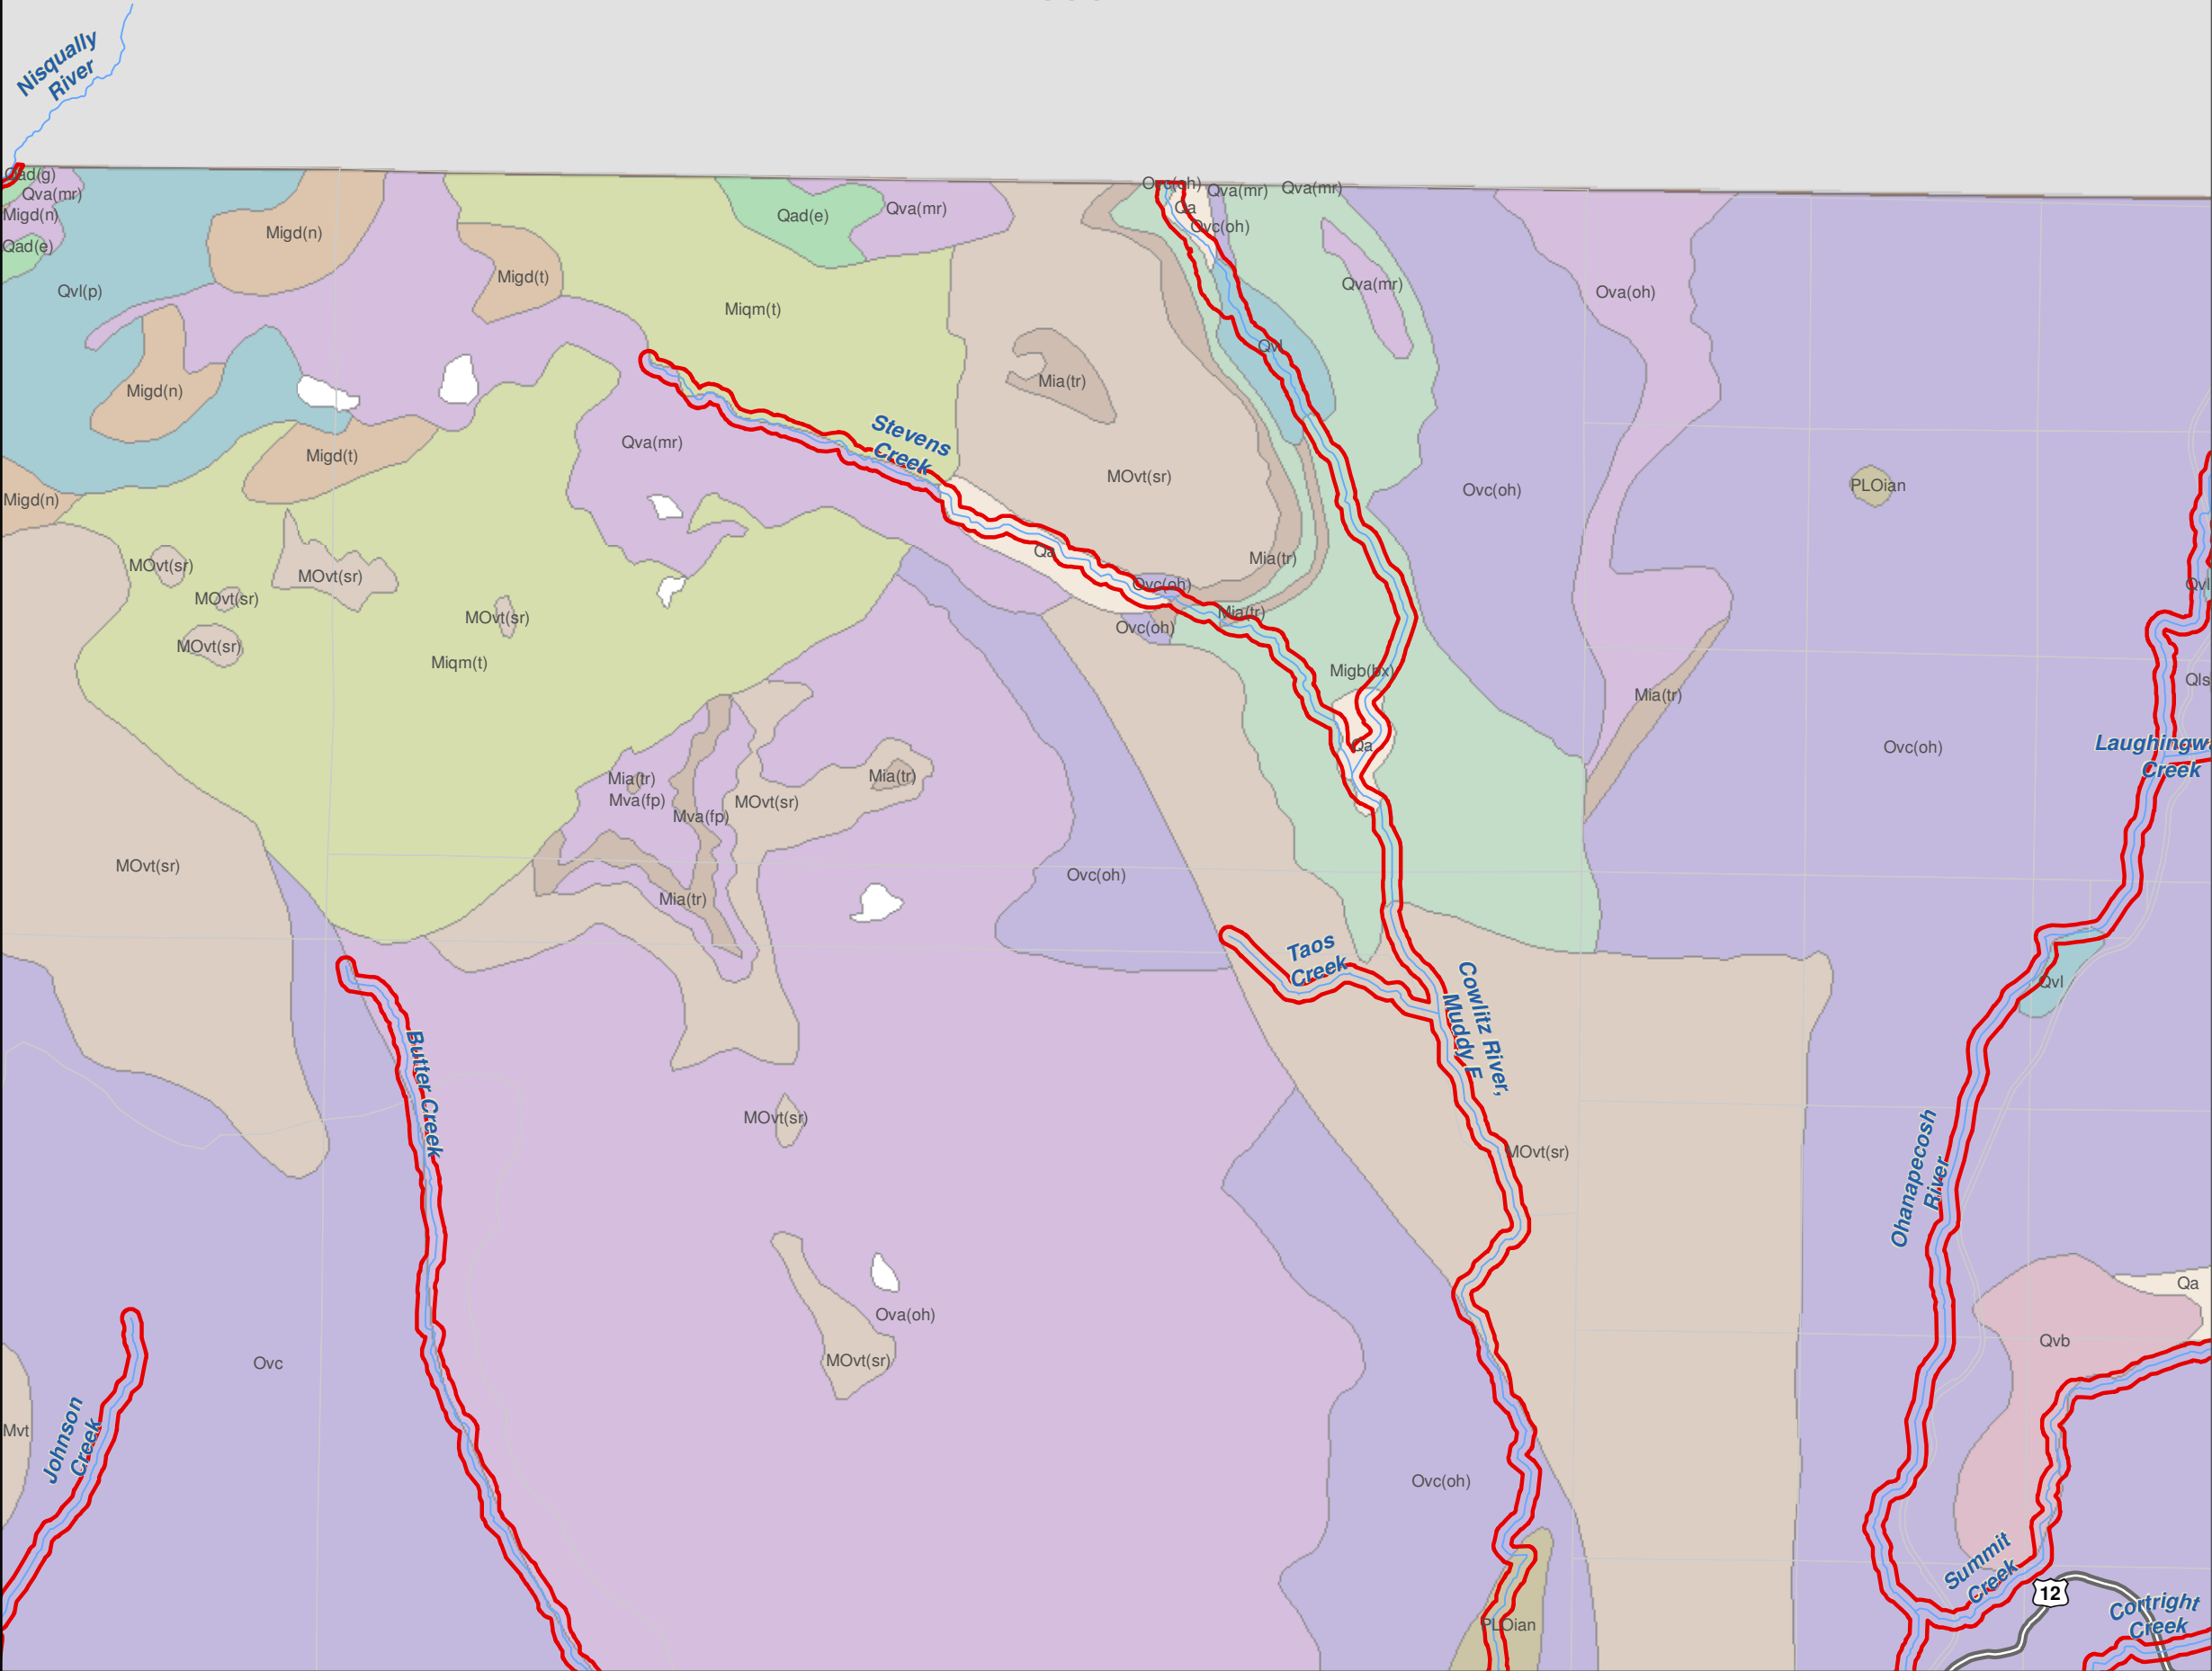 Nisqually
River
Qad(g)
Qva(mr)
Migd(n)
Qad(e)
Qvl(p)
Migd(n)
Migd(t)
Qad(e)
Qva(mr)
Miqm(t)
Ovc(oh)
Qva(mr)
Qva(mr)
Qa
Ovc(oh)
Qva(mr)
Ova(oh)
Qvl
Mia(tr)
Migd(n)
Migd(t)
Qva(mr)
Stevens
Creek
MOvt(sr)
Ovc(oh)
PLOian
Migd(n)
MOvt(sr)
MOvt(sr)
MOvt(sr)
MOvt(sr)
MOvt(sr)
Miqm(t)
Qa
Mia(tr)
Ovc(oh)
Mia(tr)
Ovc(oh)
Qvl
Migb(bx)
Qls
Mia(tr)
Qa
Ovc(oh)
Laughingwa
Creek
Mia(tr)
Mva(fp)
Mva(fp)
MOvt(sr)
Mia(tr)
MOvt(sr)
Ovc(oh)
Mia(tr)
Taos
Creek
Cowlitz River,
Muddy F
Qvl
Butter Creek
MOvt(sr)
MOvt(sr)
Ohanapecosh
River
Qa
Ova(oh)
Qvb
MOvt(sr)
Ovc
Mvt
Johnson
Creek
Ovc(oh)
Summit
Creek
12
PLOian
Cortright
Creek